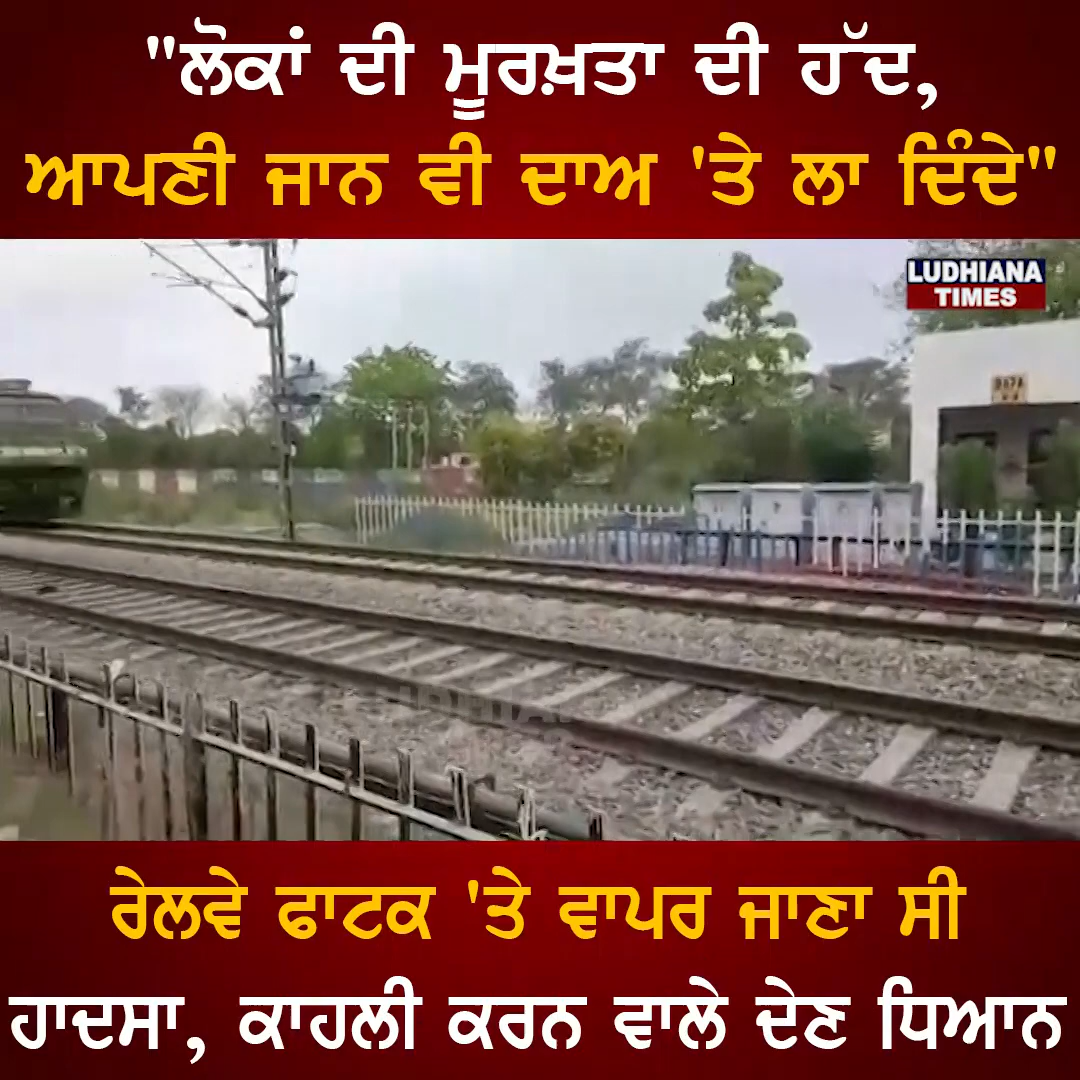 "ਲੋਕਾਂ ਦੀ ਮੂਰਖ਼ਤਾ ਦੀ ਹੱਦ,
ਆਪਣੀ ਜਾਨ ਵੀ ਦਾਅ 'ਤੇ ਲਾ ਦਿੰਦੇ"
LUDHIANA
TIMES
ਰੇਲਵੇ ਫਾਟਕ 'ਤੇ ਵਾਪਰ ਜਾਣਾ ਸੀ
ਹਾਦਸਾ, ਕਾਹਲੀ ਕਰਨ ਵਾਲੇ ਦੇਣ ਧਿਆਨ